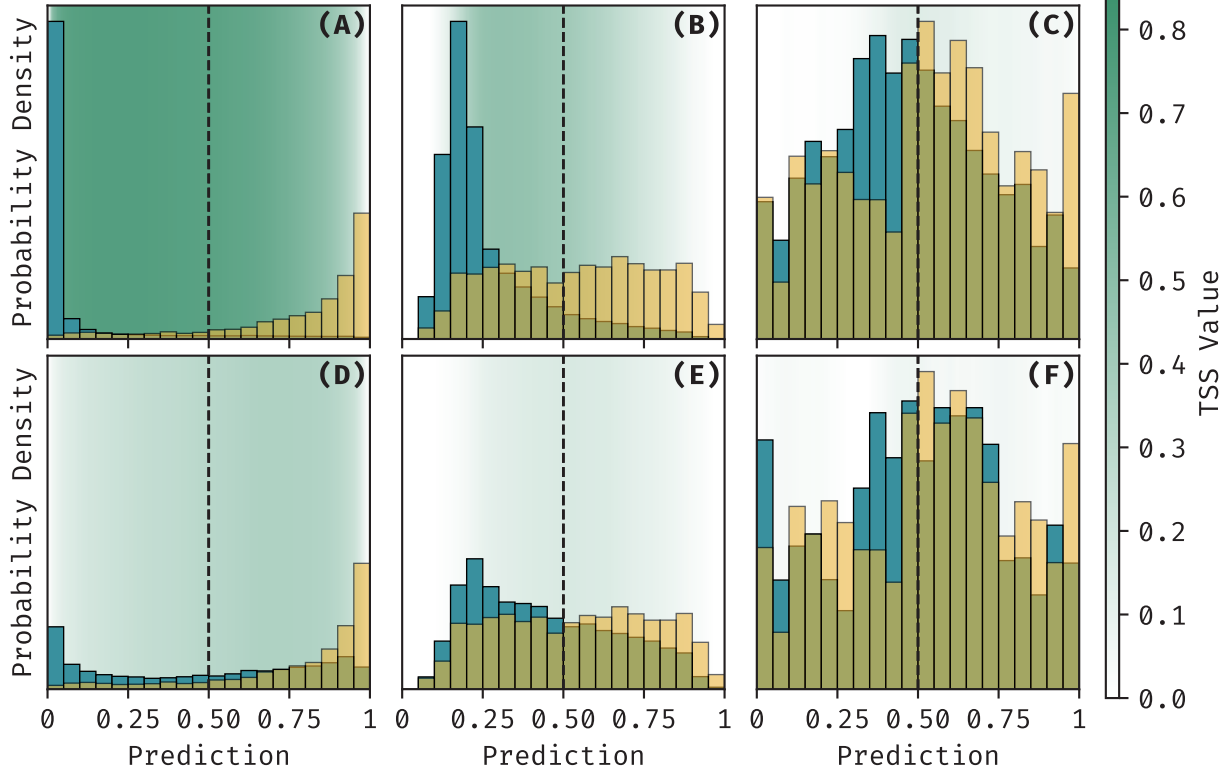 (A)
(B)
(C)
Probability Density
(D)
(E)
(F)
Probability Density
0 0.25 0.50 0.75 1
0 0.25 0.50 0.75 1
0 0.25 0.50 0.75 1
Prediction
Prediction
Prediction
0.8
0.7
0.6
0.5
0.4
0.3
0.2
0.1
0.0
TSS Value